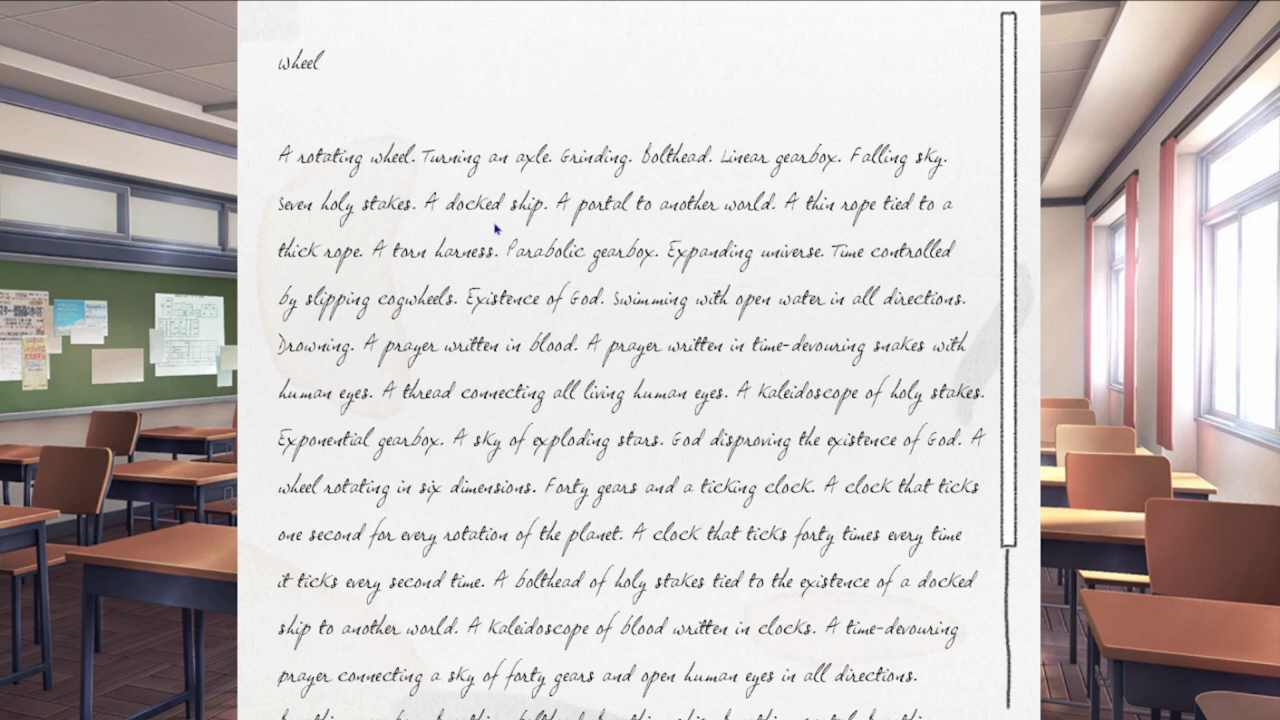 wheel
A rotating wheel. Turning an axle. Grinding. Bolthead. Linear gearbox. Falling sky.
Seven holy stakes. A docked ship. A portal to another world. A thin rope tied to a
thick rope. A torn harness. Parabolic gearbox. Expanding universe. Time controlled
by slipping cogwheels. Existence of God. Swimming with open water in all directions.
Drowning. A prayer written in blood. A prayer written in time-devouring snakes with
human eyes. A thread connecting all living human eyes. A kaleidoscope of holy stakes.
Exponential gearbox. A sky of exploding stars. God disproving the existence of God. A
wheel rotating in six dimensions. Forty gears and a ticking clock. A clock that ticks
one second for every rotation of the planet. A clock that ticks forty times every time
it ticks every second time. A bolthead of holy stakes tied to the existence of a docked
ship to another world. A kaleidoscope of blood written in clocks. A time-devouring
prayer connecting a sky of forty gears and open human eyes in all directions.